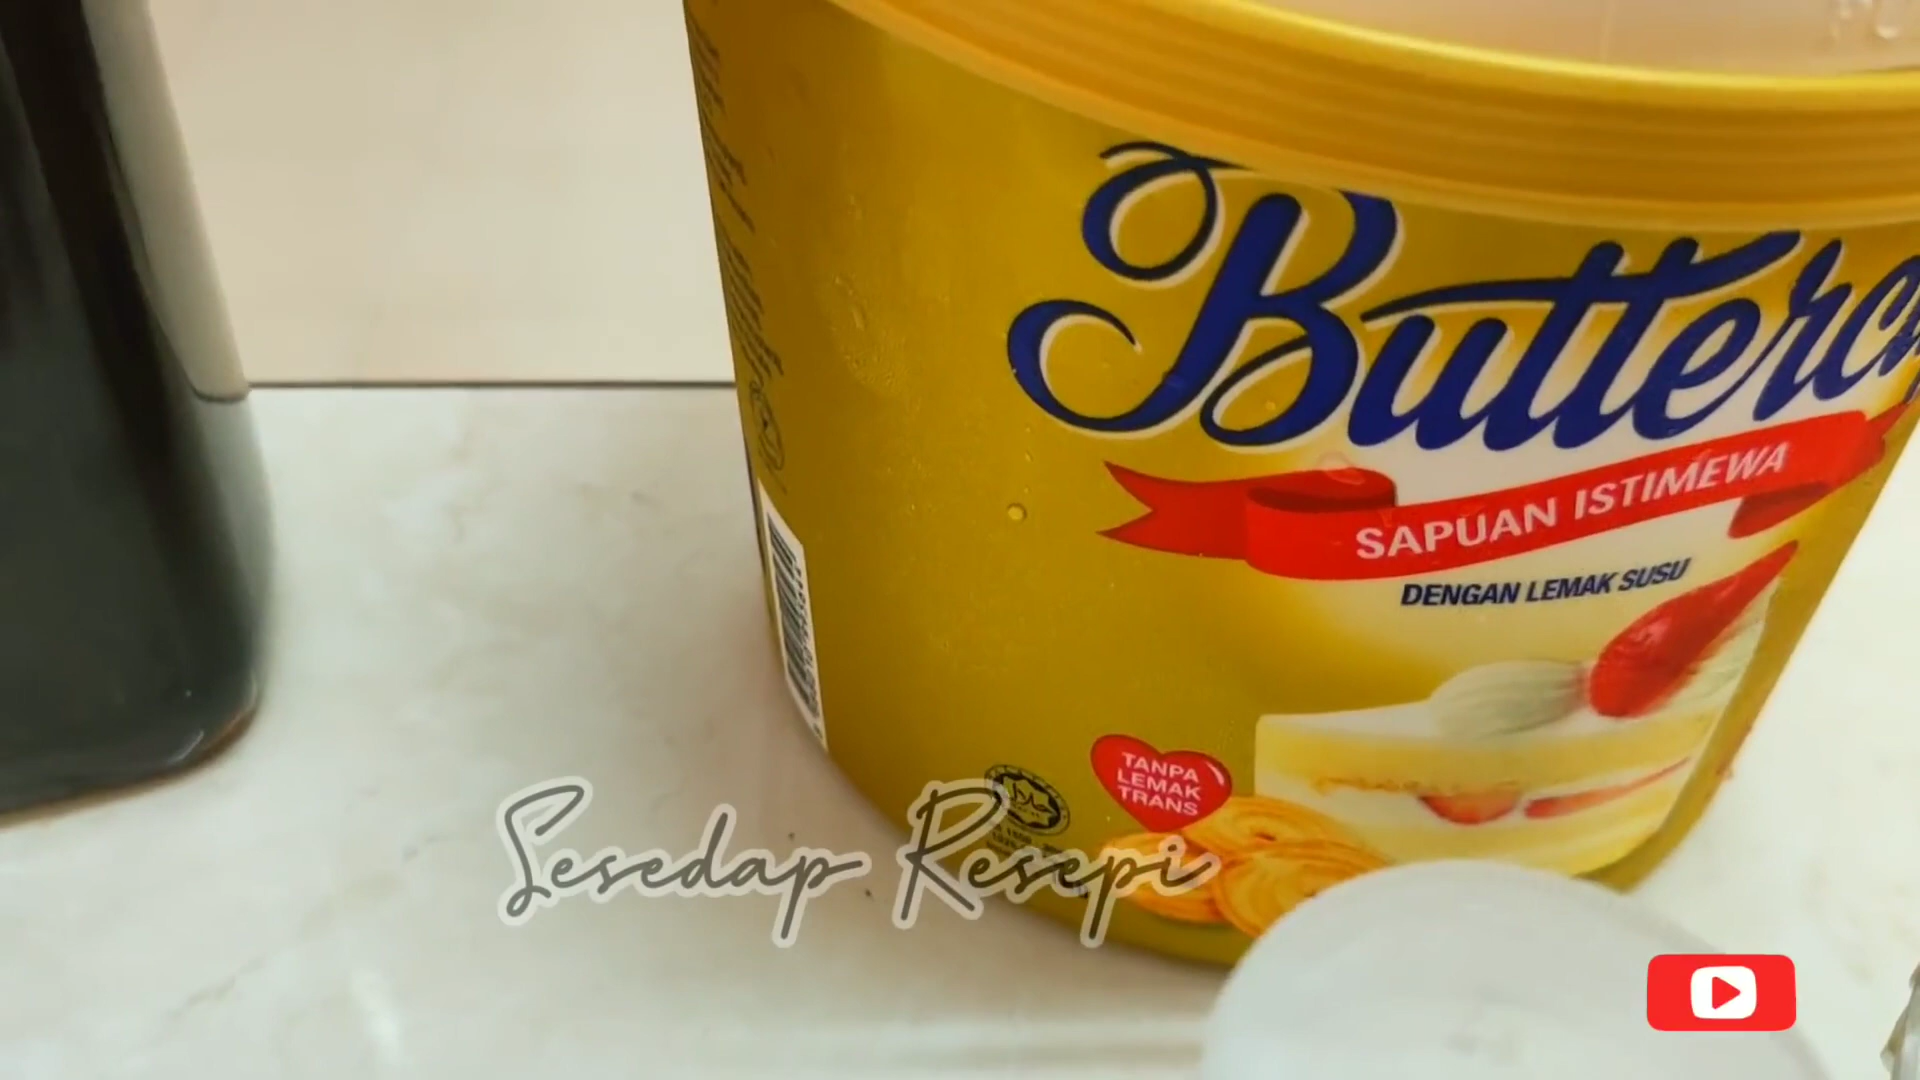 Butterc
SAPUAN ISTIMEWA
DENGAN LEMAK SUSU
TANPA
LEMAK
TRANS
Sesedap Resepi